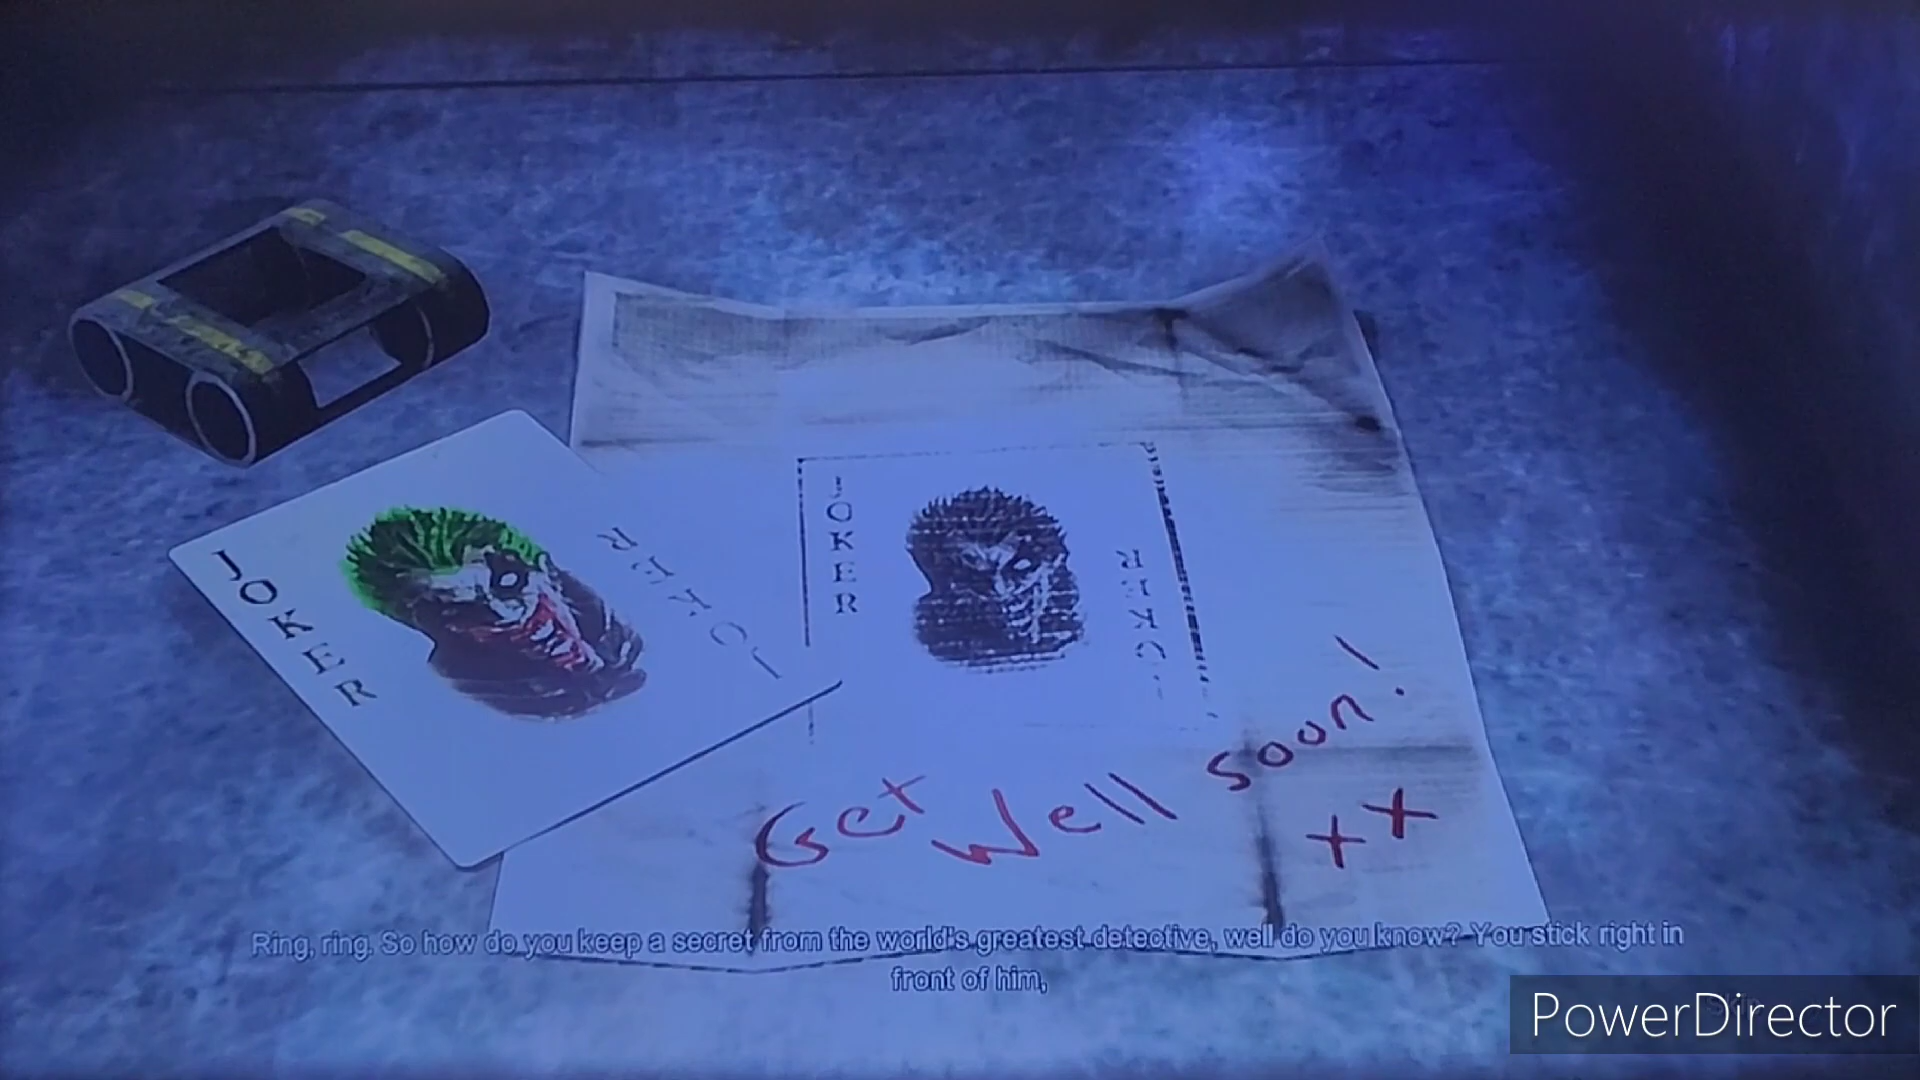 JOKER
JOKER
JOKER
JOKER
Get Well soon!
xx
Ring, ring. So how do you keep a secret from the world's greatest detective, well do you know? You stick right in
front of him,
Skip
PowerDirector